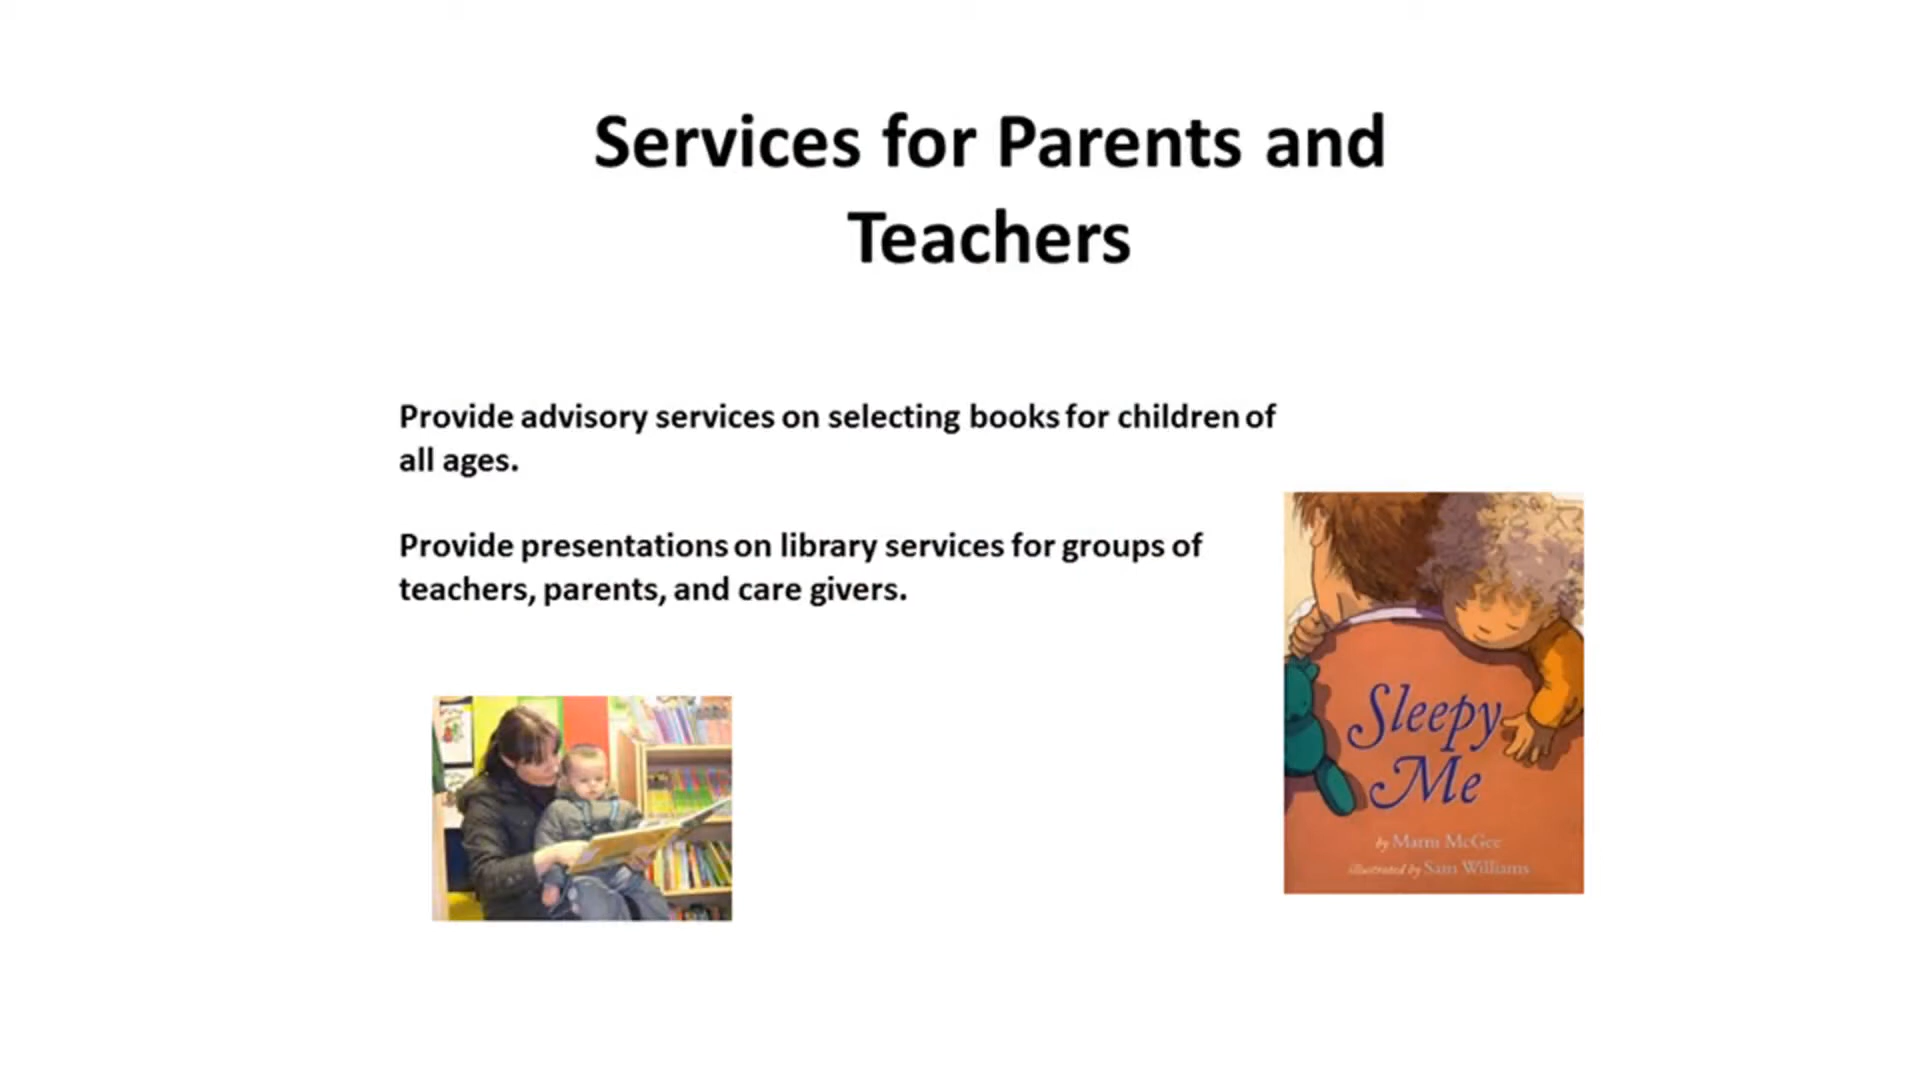 Services for Parents and
Teachers
Provide advisory services on selecting books for children of
all ages.
Provide presentations on library services for groups of
teachers, parents, and care givers.
Sleepy
Me
by Marni McGee
illustrated by Sam Williams